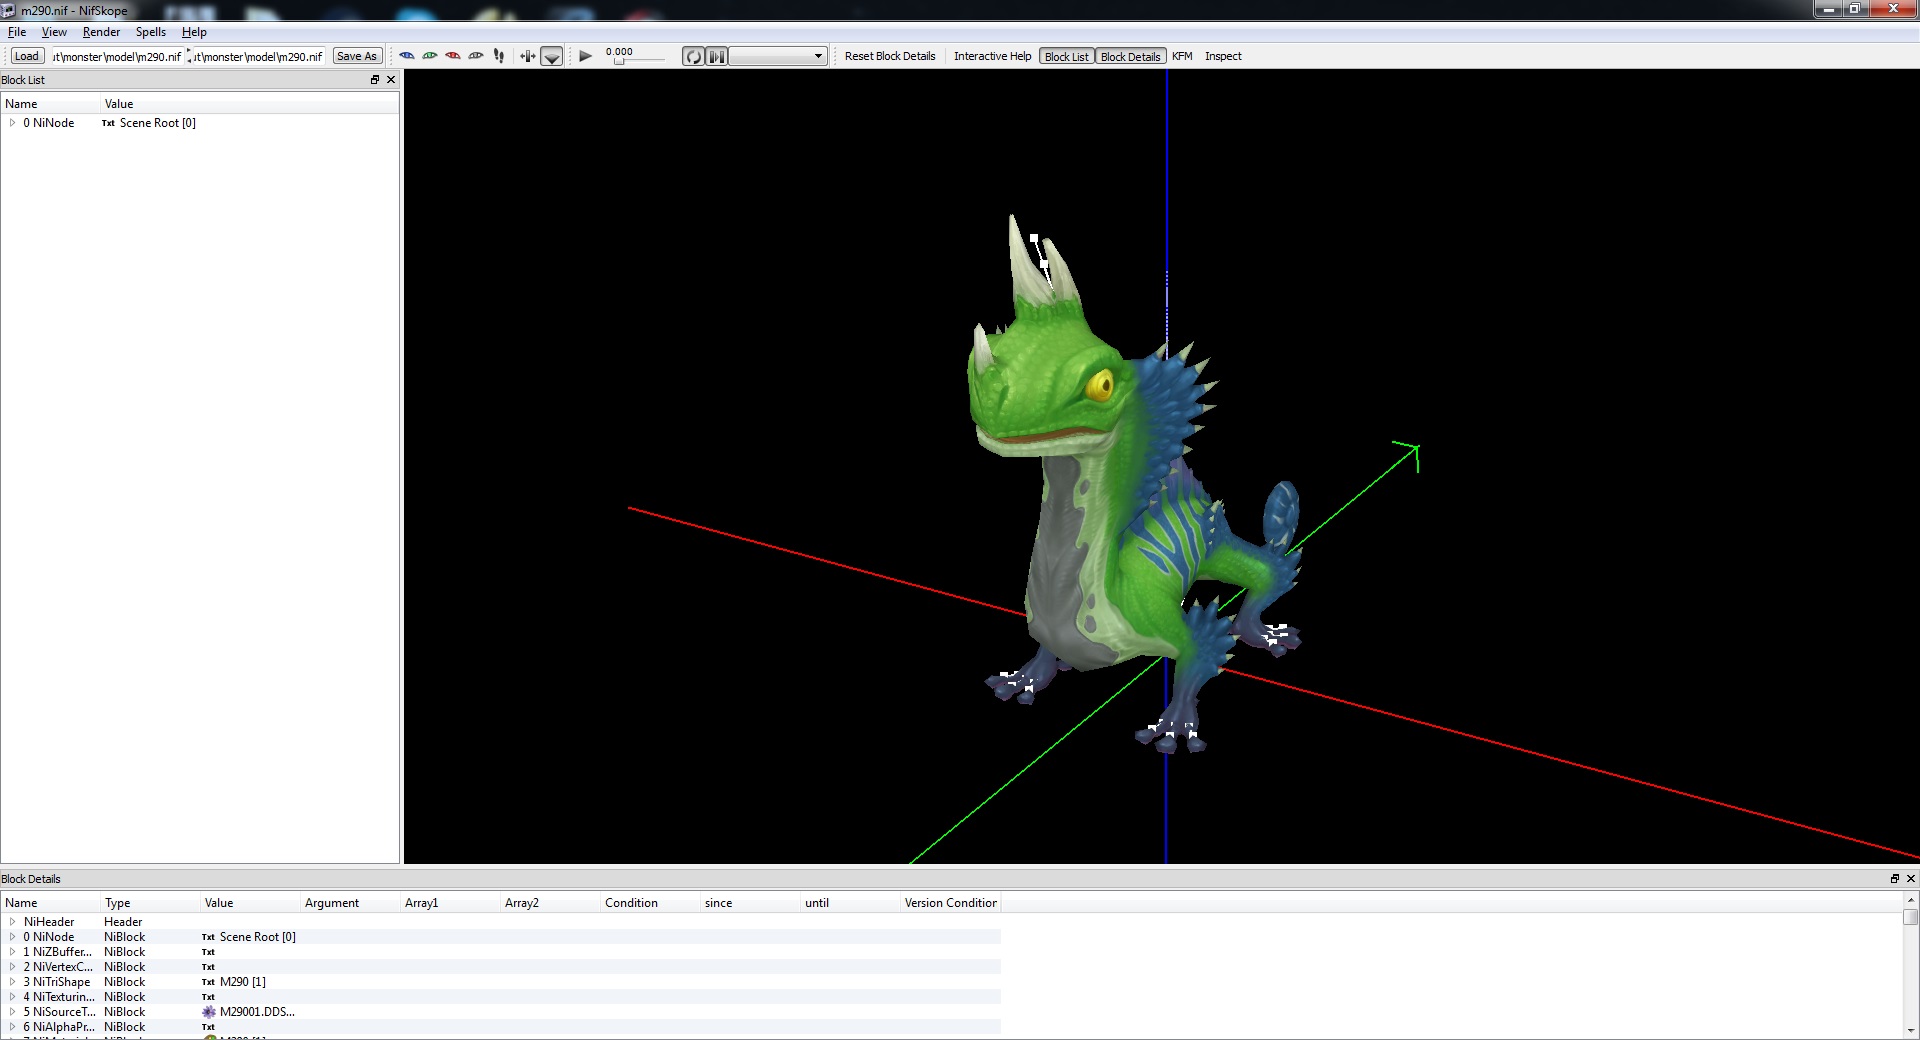 m290.nif - NifSkope
File View Render Spells Help
Load ut\monster\model\m290.nif ut\monster\model\m290.nif Save As 0.000 Reset Block Details Interactive Help Block List Block Details KFM Inspect
Block List
Name Value
0 NiNode Txt Scene Root [0]
Block Details
Name Type Value Argument Array1 Array2 Condition since until Version Condition
NiHeader Header
0 NiNode NiBlock Txt Scene Root [0]
1 NiZBuffer... NiBlock Txt
2 NiVertexC... NiBlock Txt
3 NiTriShape NiBlock Txt M290 [1]
4 NiTexturin... NiBlock Txt
5 NiSourceT... NiBlock M29001.DDS...
6 NiAlphaPr... NiBlock Txt